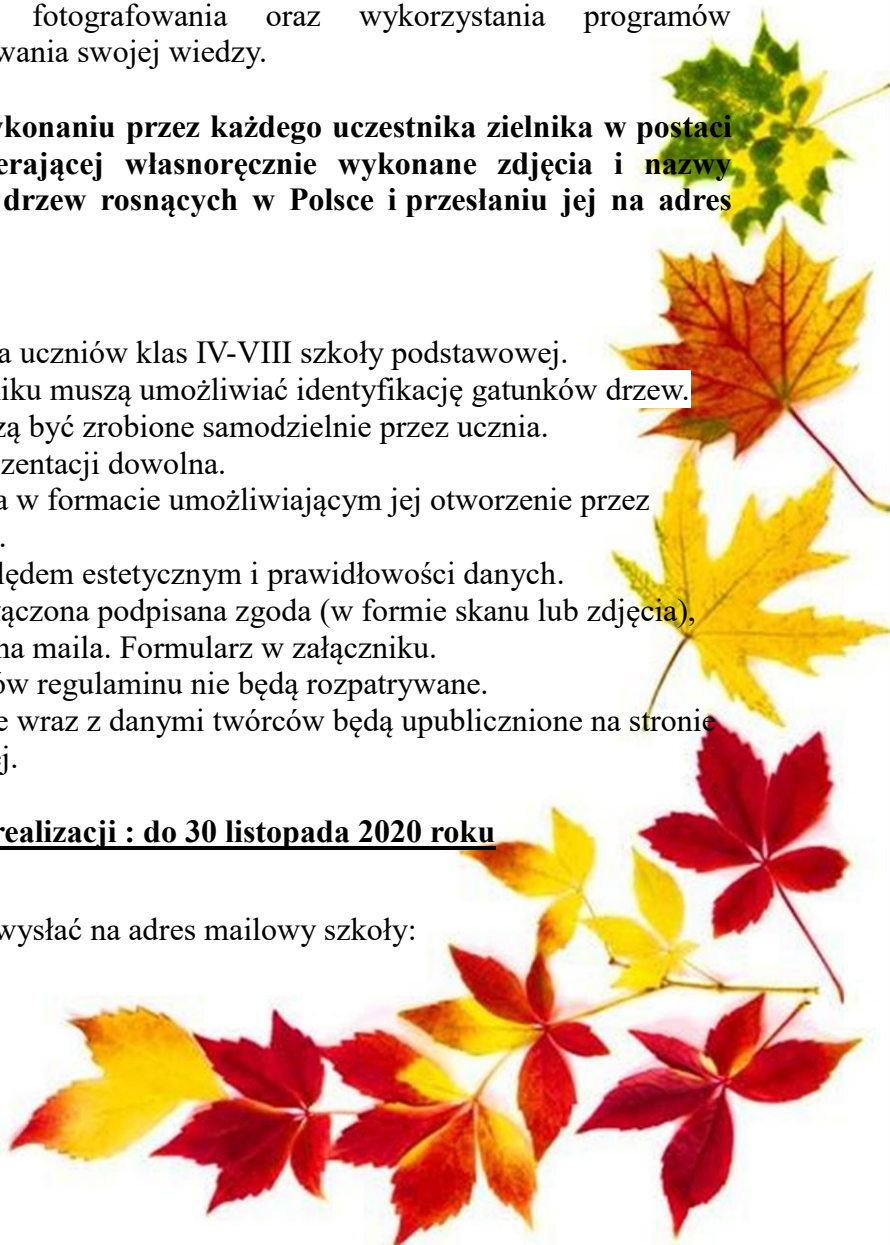 fotografowania oraz wykorzystania programów
wania swojej wiedzy.
ykonaniu przez każdego uczestnika zielnika w postaci
erającej własnoręcznie wykonane zdjęcia i nazwy
drzew rosnących w Polsce i przesłaniu jej na adres
a uczniów klas IV-VIII szkoły podstawowej.
iku muszą umożliwiać identyfikację gatunków drzew.
zą być zrobione samodzielnie przez ucznia.
zentacji dowolna.
a w formacie umożliwiającym jej otworzenie przez
.
lędem estetycznym i prawidłowości danych.
łączona podpisana zgoda (w formie skanu lub zdjęcia),
na maila. Formularz w załączniku.
ów regulaminu nie będą rozpatrywane.
e wraz z danymi twórców będą upublicznione na stronie
ej.
realizacji : do 30 listopada 2020 roku
wysłać na adres mailowy szkoły: